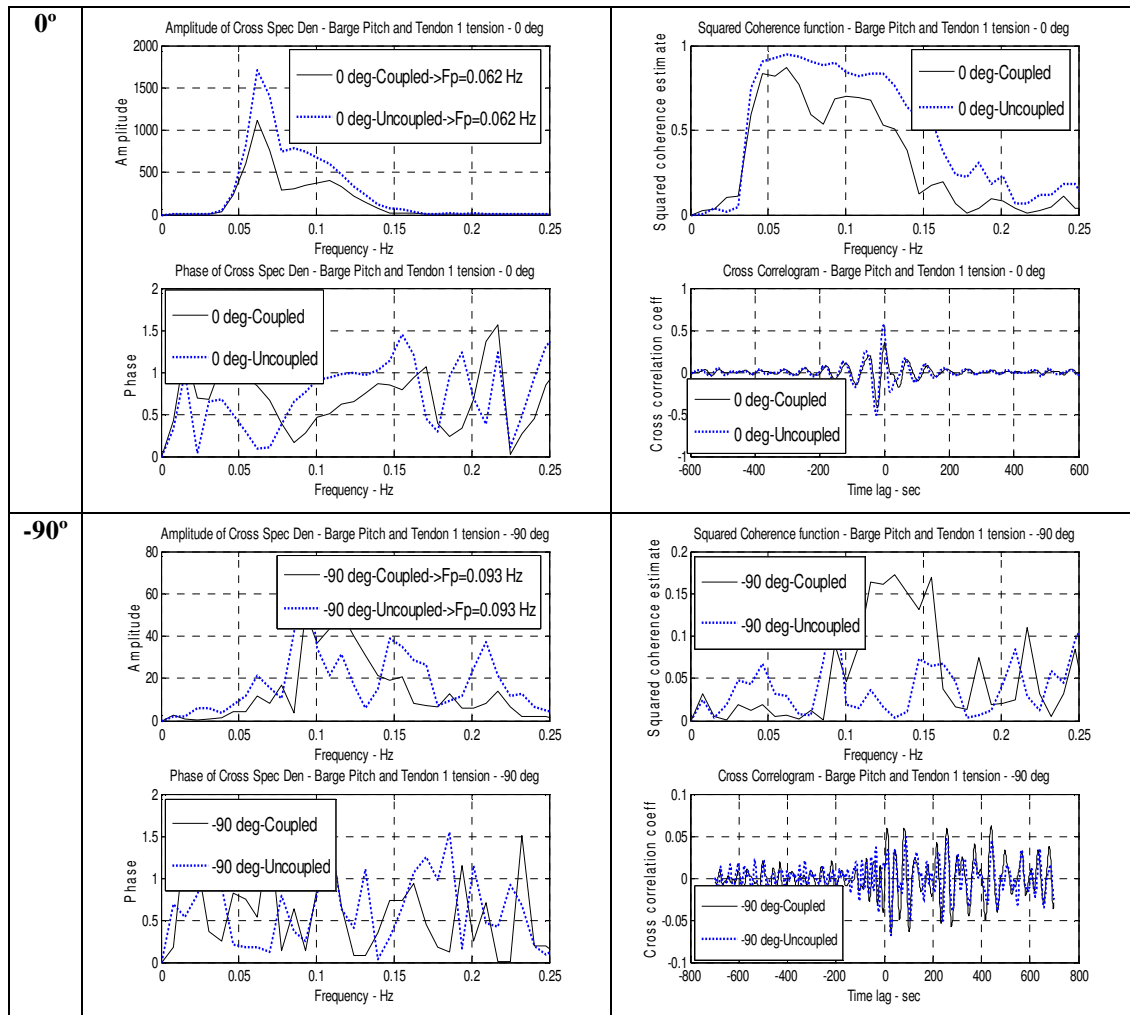 0º
Amplitude of Cross Spec Den - Barge Pitch and Tendon 1 tension - 0 deg
2000
1500
1000
500
0
Amplitude
0 deg-Coupled->Fp=0.062 Hz
0 deg-Uncoupled->Fp=0.062 Hz
0 0.05 0.1 0.15 0.2 0.25
Frequency - Hz
Phase of Cross Spec Den - Barge Pitch and Tendon 1 tension - 0 deg
2
1.5
1
0.5
0
Phase
0 deg-Coupled
0 deg-Uncoupled
0 0.05 0.1 0.15 0.2 0.25
Frequency - Hz
Squared Coherence function - Barge Pitch and Tendon 1 tension - 0 deg
1
0.5
0
Squared coherence estimate
0 deg-Coupled
0 deg-Uncoupled
0 0.05 0.1 0.15 0.2 0.25
Frequency - Hz
Cross Correlogram - Barge Pitch and Tendon 1 tension - 0 deg
1
0.5
0
-0.5
-1
Cross correlation coeff
0 deg-Coupled
0 deg-Uncoupled
-600 -400 -200 0 200 400 600
Time lag - sec
-90º
Amplitude of Cross Spec Den - Barge Pitch and Tendon 1 tension - -90 deg
80
60
40
20
0
Amplitude
-90 deg-Coupled->Fp=0.093 Hz
-90 deg-Uncoupled->Fp=0.093 Hz
0 0.05 0.1 0.15 0.2 0.25
Frequency - Hz
Phase of Cross Spec Den - Barge Pitch and Tendon 1 tension - -90 deg
2
1.5
1
0.5
0
Phase
-90 deg-Coupled
-90 deg-Uncoupled
0 0.05 0.1 0.15 0.2 0.25
Frequency - Hz
Squared Coherence function - Barge Pitch and Tendon 1 tension - -90 deg
0.2
0.15
0.1
0.05
0
Squared coherence estimate
-90 deg-Coupled
-90 deg-Uncoupled
0 0.05 0.1 0.15 0.2 0.25
Frequency - Hz
Cross Correlogram - Barge Pitch and Tendon 1 tension - -90 deg
0.1
0.05
0
-0.05
-0.1
Cross correlation coeff
-90 deg-Coupled
-90 deg-Uncoupled
-800 -600 -400 -200 0 200 400 600 800
Time lag - sec